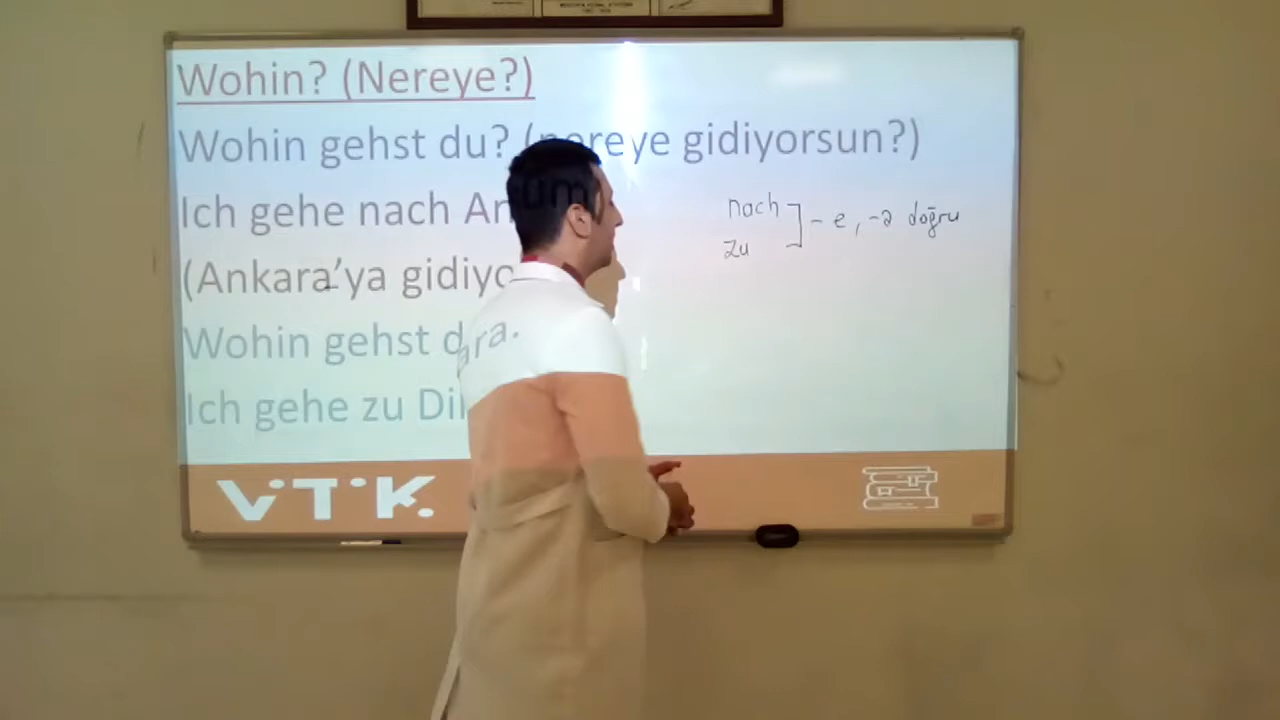 Wohin? (Nereye?)
Wohin gehst du? (nereye gidiyorsun?)
Ich gehe nach
(Ankara'ya
Wohin gehst
Ich gehe zu
nach
zu
- e, -a doğru
VTK.